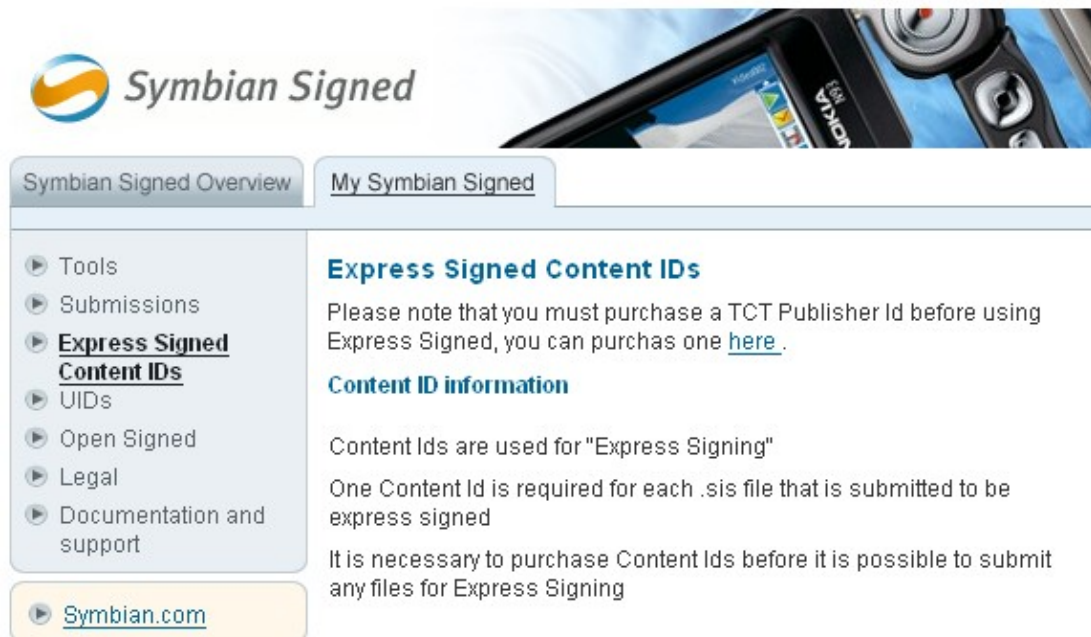 Symbian Signed
NOKIA
N93
Symbian Signed Overview
My Symbian Signed
Tools
Submissions
Express Signed
Content IDs
UIDs
Open Signed
Legal
Documentation and
support
Symbian.com
Express Signed Content IDs
Please note that you must purchase a TCT Publisher Id before using
Express Signed, you can purchas one here .
Content ID information
Content Ids are used for "Express Signing"
One Content Id is required for each .sis file that is submitted to be
express signed
It is necessary to purchase Content Ids before it is possible to submit
any files for Express Signing